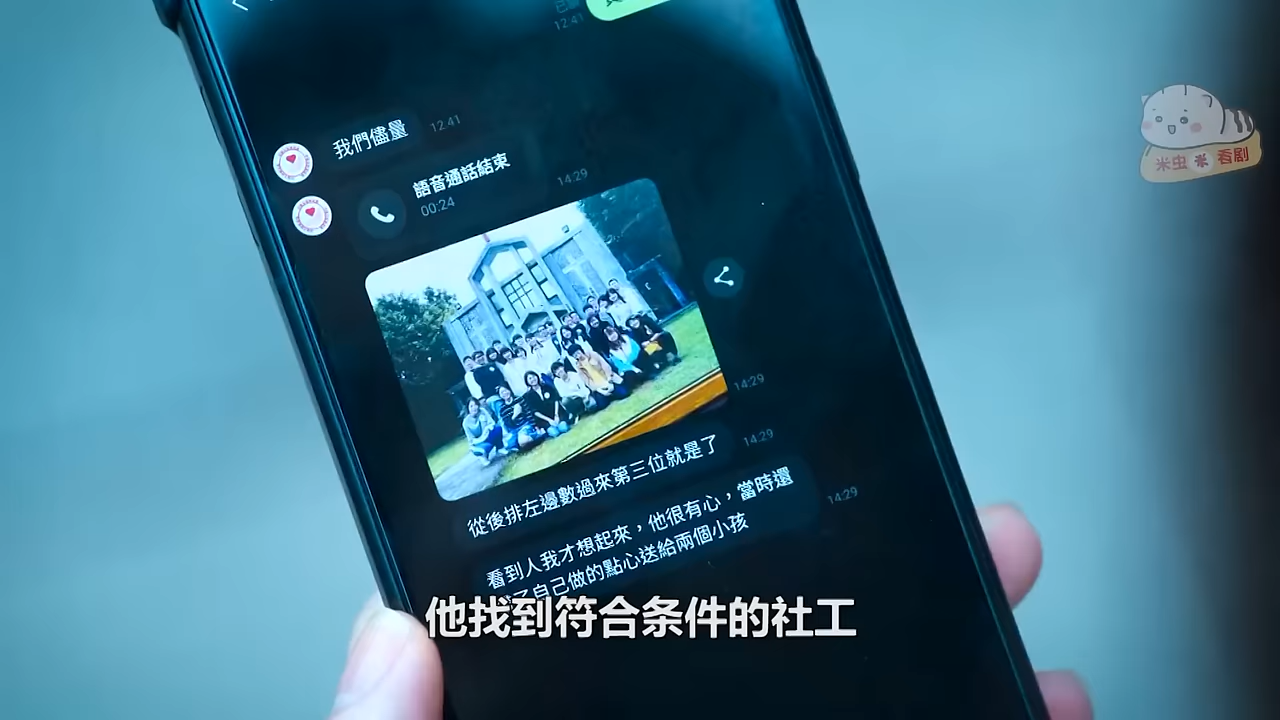 12:41
我們儘量
12:41
語音通話結束
00:24
14:29
14:29
從後排左邊數過來第三位就是了
14:29
看到人我才想起來，他很有心，當時還
了自己做的點心送給兩個小孩
14:29
他找到符合条件的社工
米虫
看剧